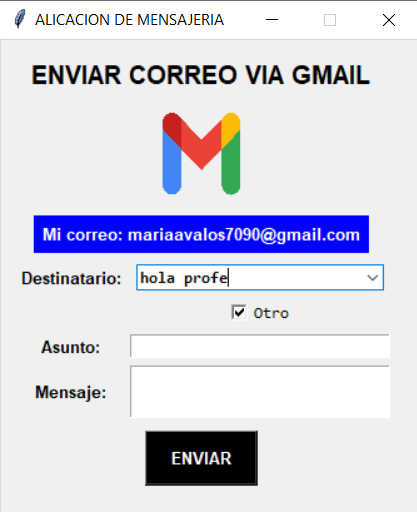 ALICACION DE MENSAJERIA
ENVIAR CORREO VIA GMAIL
Mi correo: mariaavalos7090@gmail.com
Destinatario: hola profe
Otro
Asunto:
Mensaje:
ENVIAR